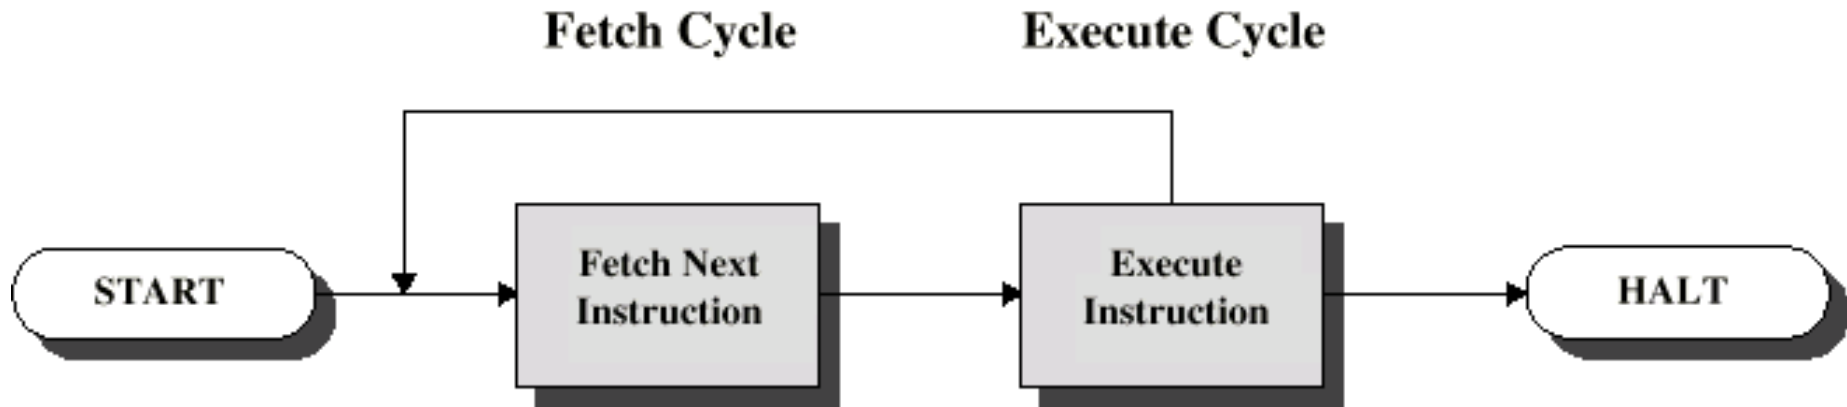 Fetch Cycle
Execute Cycle
START
Fetch Next
Instruction
Execute
Instruction
HALT